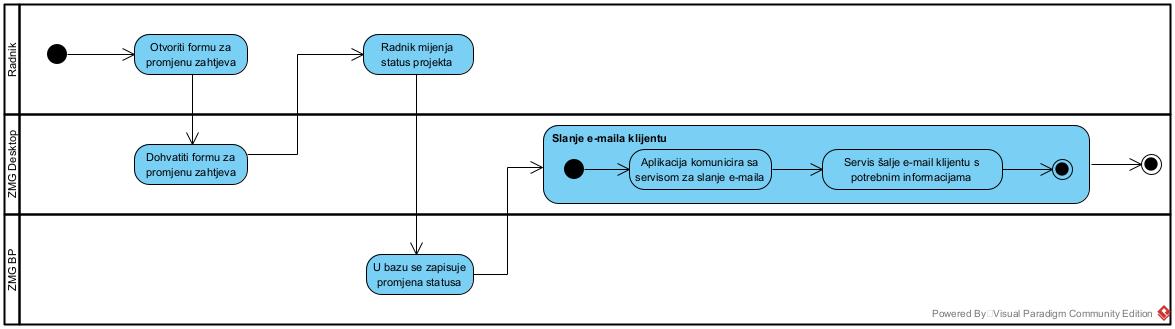 Radnik
Otvoriti formu za
promjenu zahtjeva
Radnik mijenja
status projekta
ZMG Desktop
Dohvatiti formu za
promjenu zahtjeva
Slanje e-maila klijentu
Aplikacija komunicira sa
servisom za slanje e-maila
Servis šalje e-mail klijentu s
potrebnim informacijama
ZMG BP
U bazu se zapisuje
promjena statusa
Powered By Visual Paradigm Community Edition